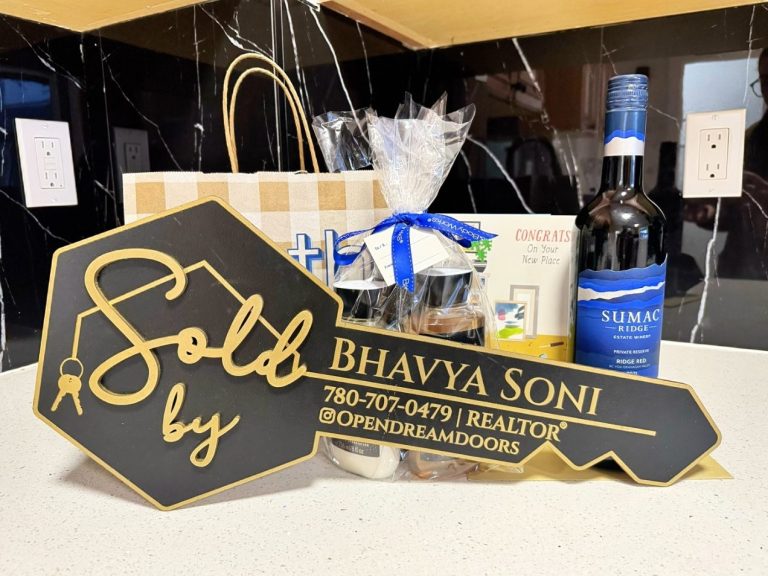 Sold
by
BHAVYA SONI
780-707-0479 | REALTOR®
OPENDREAMDOORS
CONGRATS
On Your
New Place
SUMAC
RIDGE
ESTATE WINERY
PRIVATE RESERVE
RIDGE RED